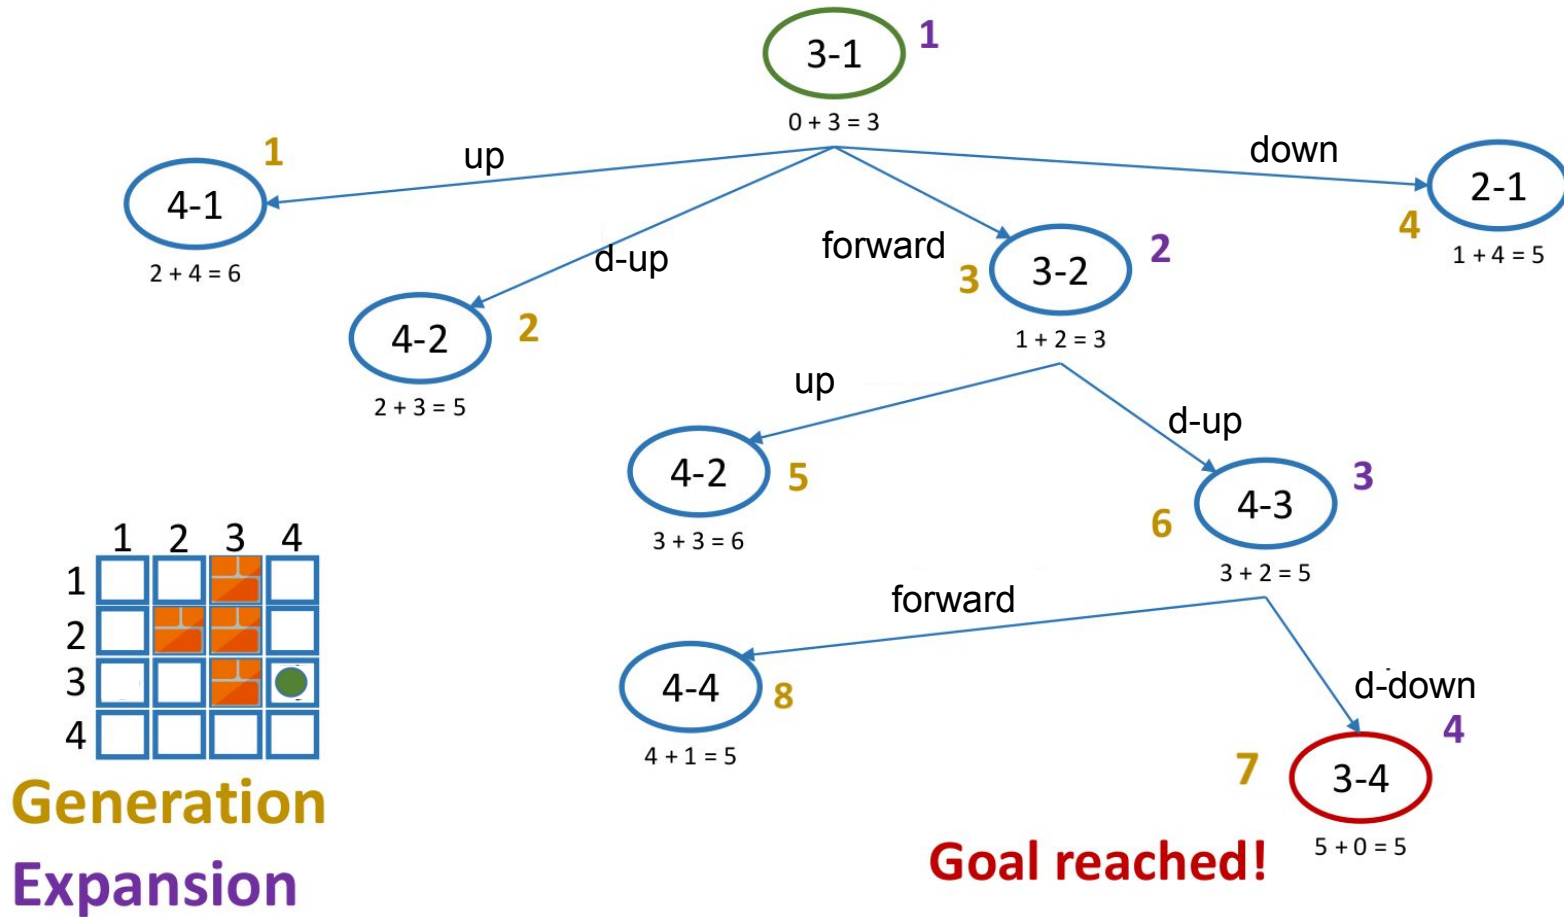 3-1
1
0 + 3 = 3
up
d-up
forward
down
1
4-1
2 + 4 = 6
4-2
2
2 + 3 = 5
3
3-2
2
1 + 2 = 3
2-1
4
1 + 4 = 5
up
d-up
4-2
5
3 + 3 = 6
6
4-3
3
3 + 2 = 5
forward
d-down
4-4
8
4 + 1 = 5
7
3-4
4
5 + 0 = 5
Goal reached!
1 2 3 4
1
2
3
4
Generation
Expansion